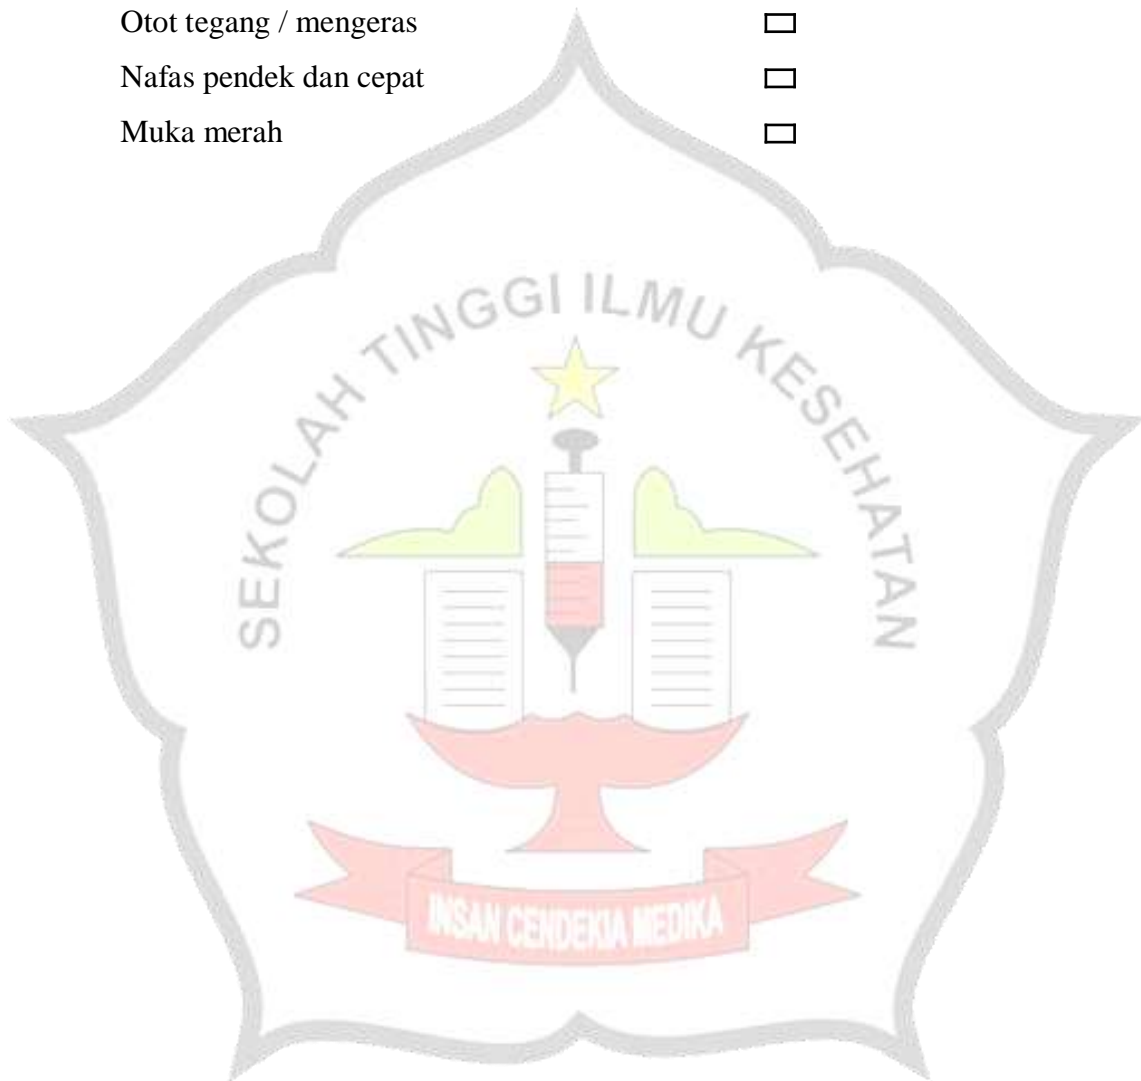 Otot tegang / mengeras
Nafas pendek dan cepat
Muka merah
SEKOLAH TINGGI ILMU KESEHATAN
INSAN CENDEKIA MEDIKA